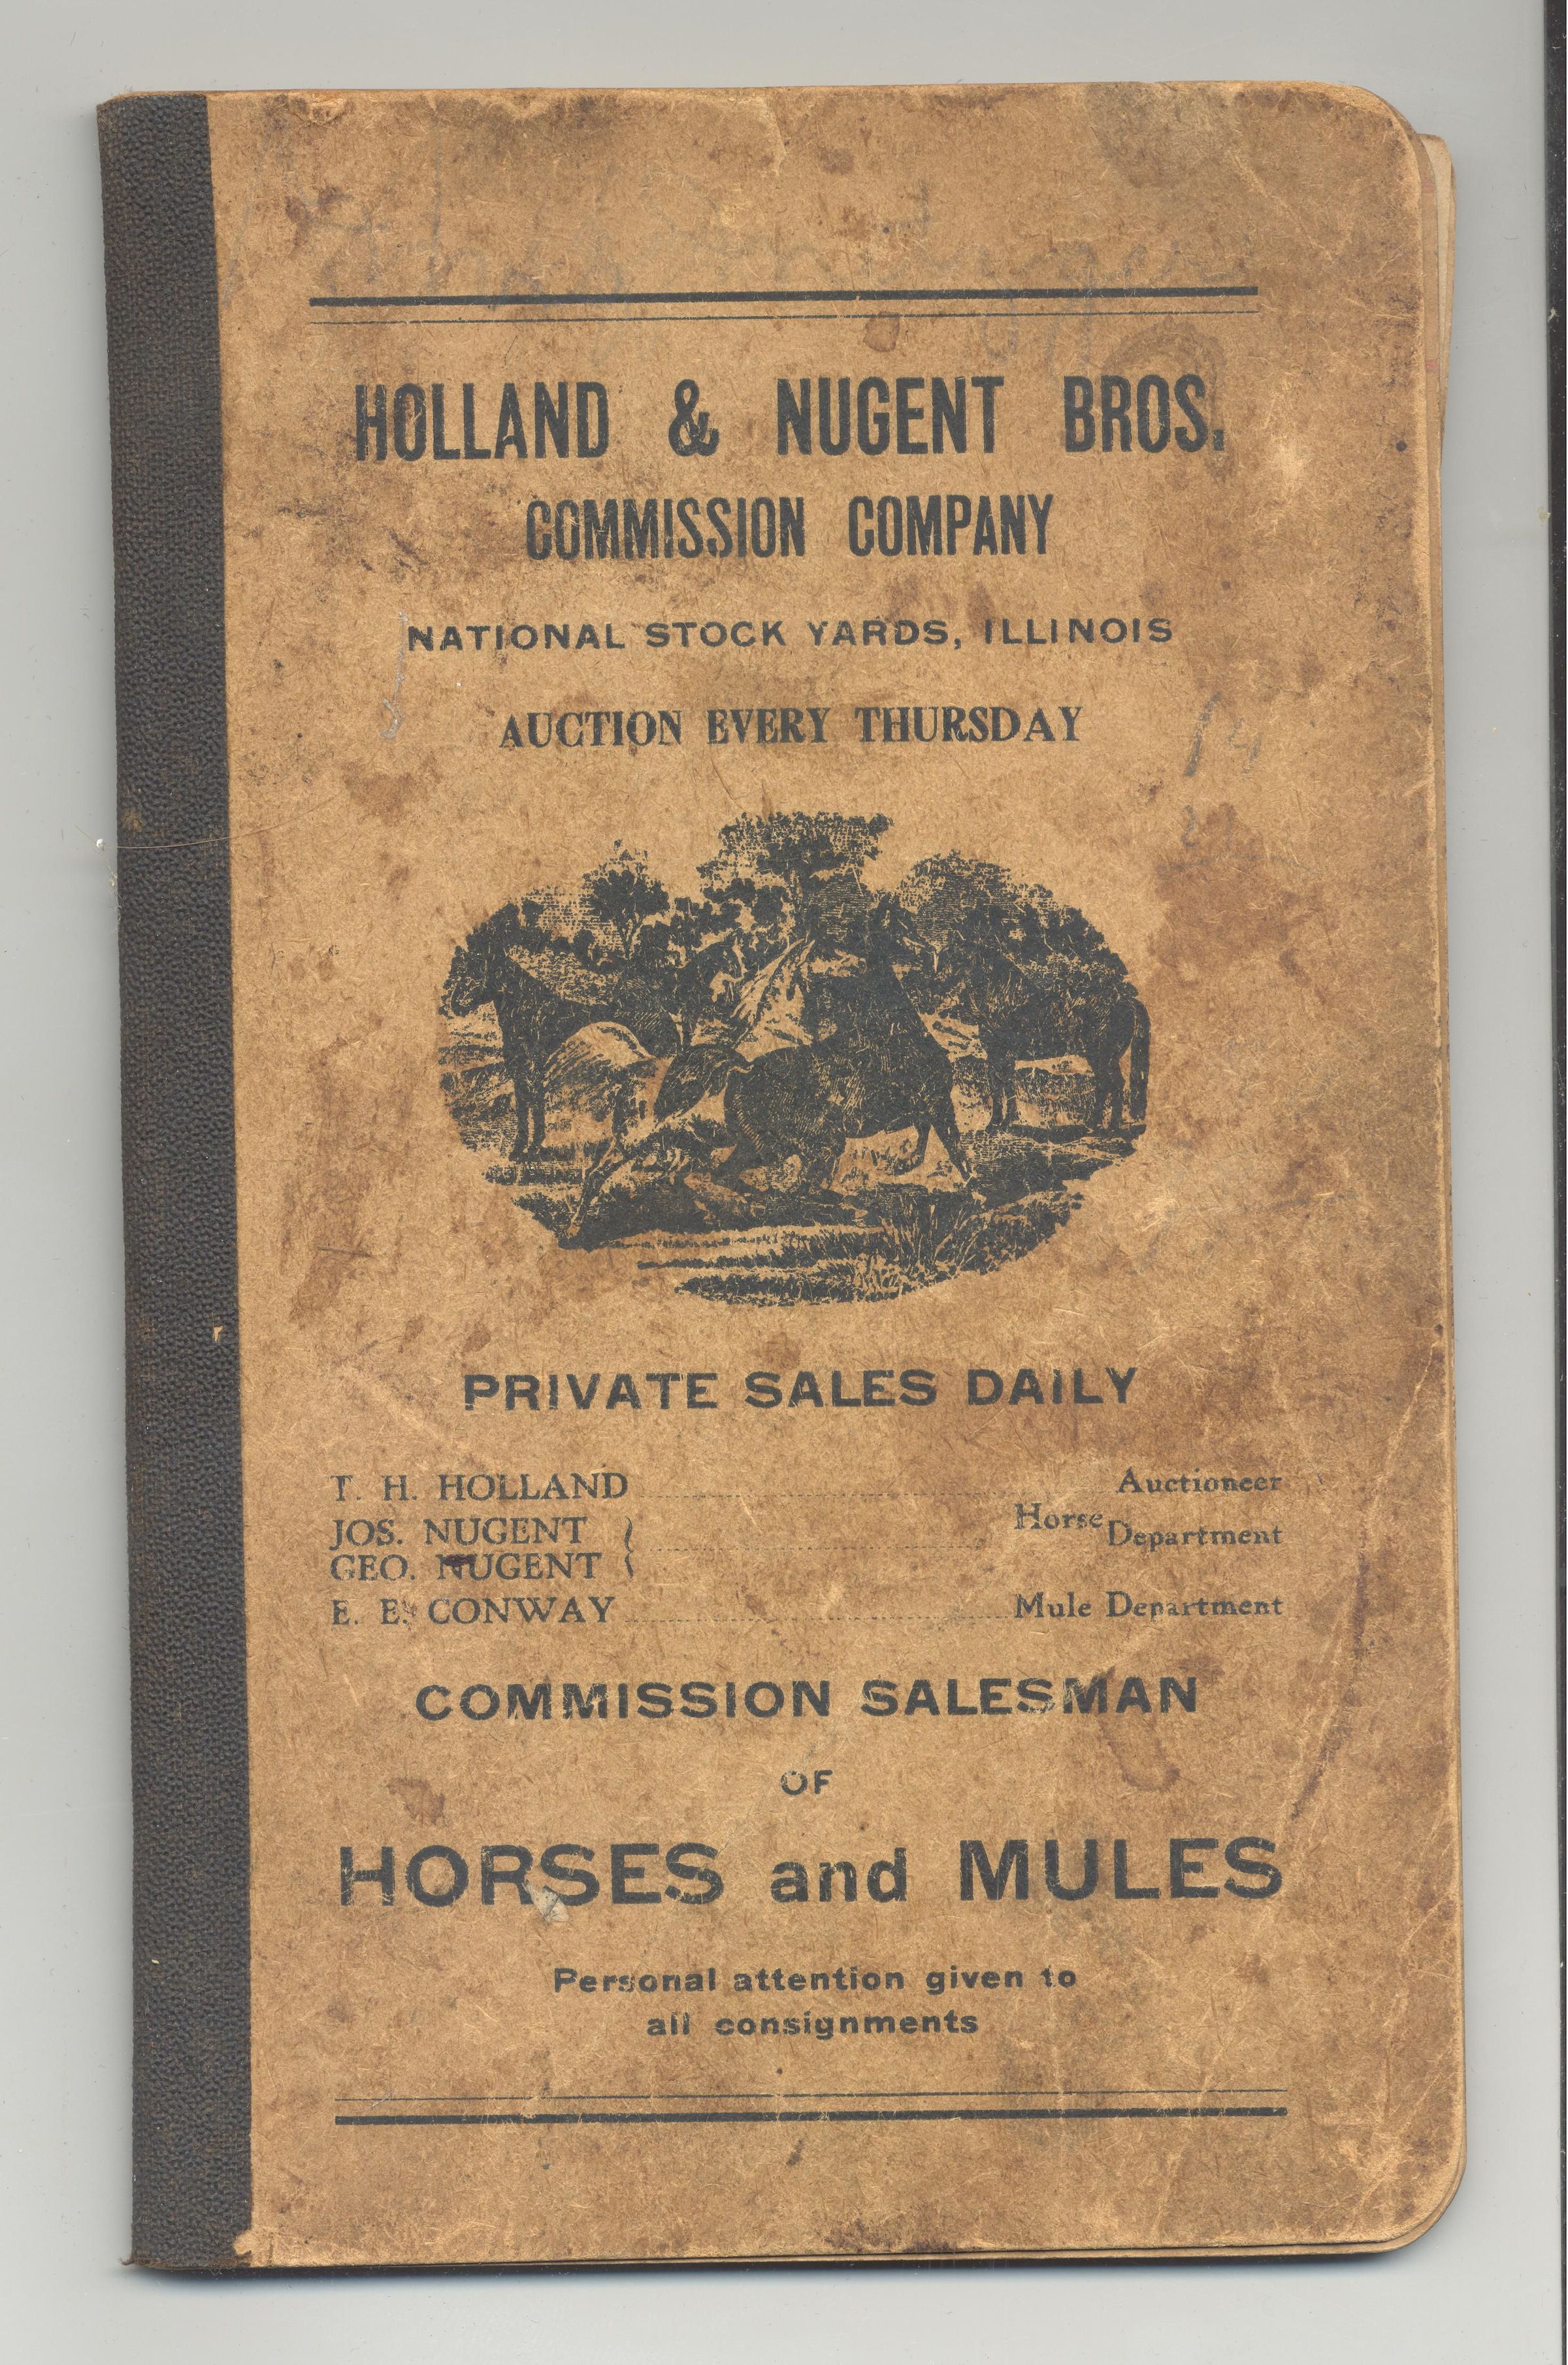 HOLLAND & NUGENT BROS.
COMMISSION COMPANY
NATIONAL STOCK YARDS, ILLINOIS
AUCTION EVERY THURSDAY
PRIVATE SALES DAILY
T. H. HOLLAND Auctioneer
JOS. NUGENT } Horse Department
GEO. NUGENT
E. E. CONWAY Mule Department
COMMISSION SALESMAN
OF
HORSES and MULES
Personal attention given to
all consignments